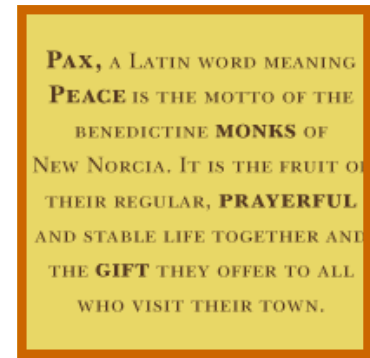 Pax, a Latin word meaning
Peace is the motto of the
benedictine monks of
New Norcia. It is the fruit of
their regular, prayerful
and stable life together and
the gift they offer to all
who visit their town.